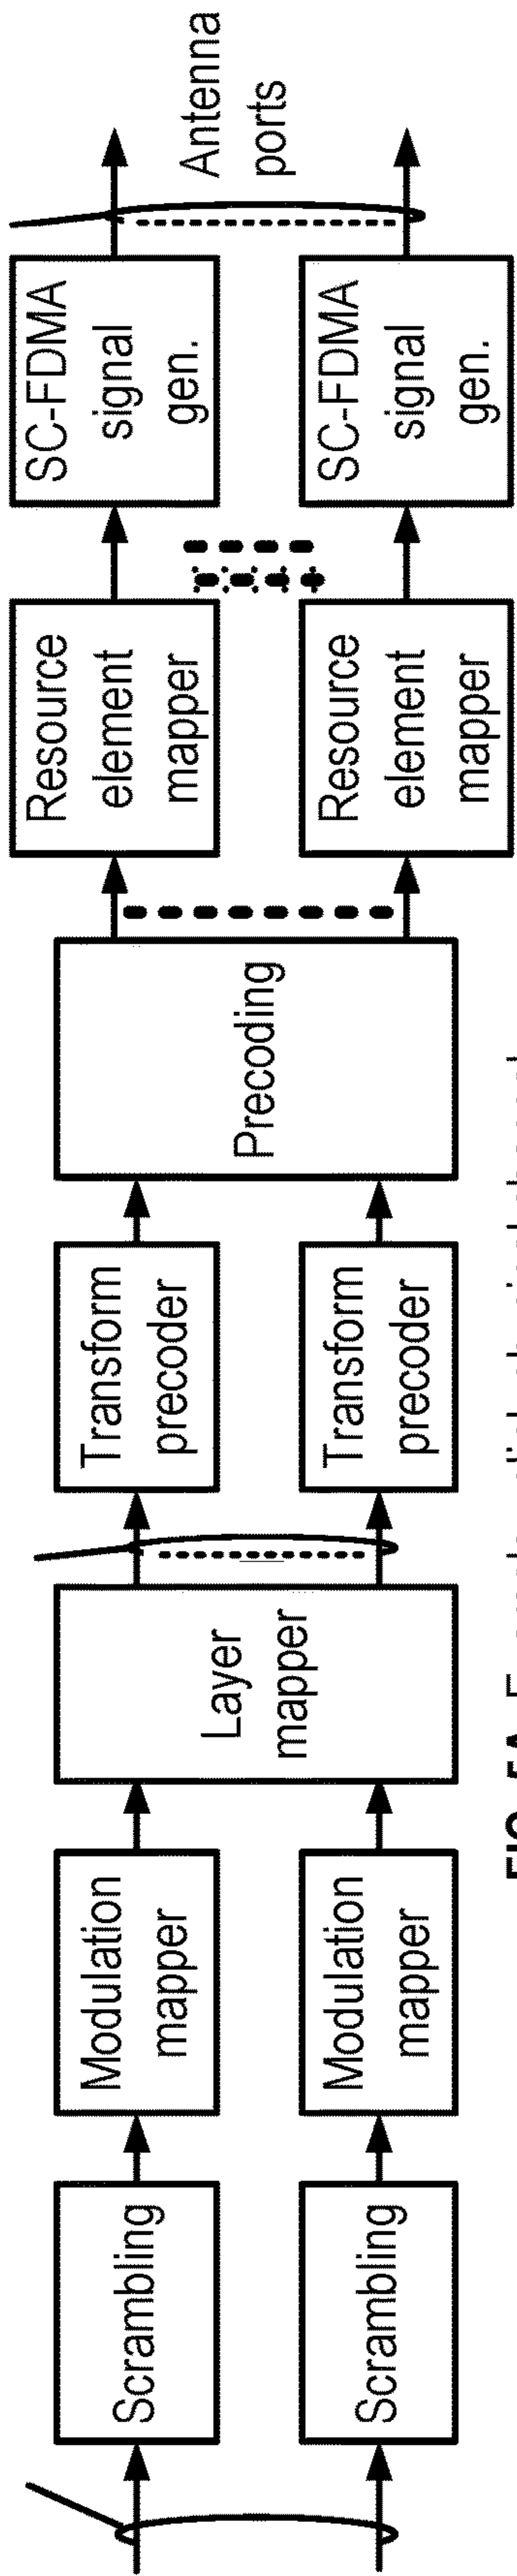 Scrambling
Scrambling
Modulation
mapper
Modulation
mapper
Layer
mapper
Transform
precoder
Transform
precoder
Precoding
Resource
element
mapper
Resource
element
mapper
SC-FDMA
signal
gen.
SC-FDMA
signal
gen.
Antenna
ports